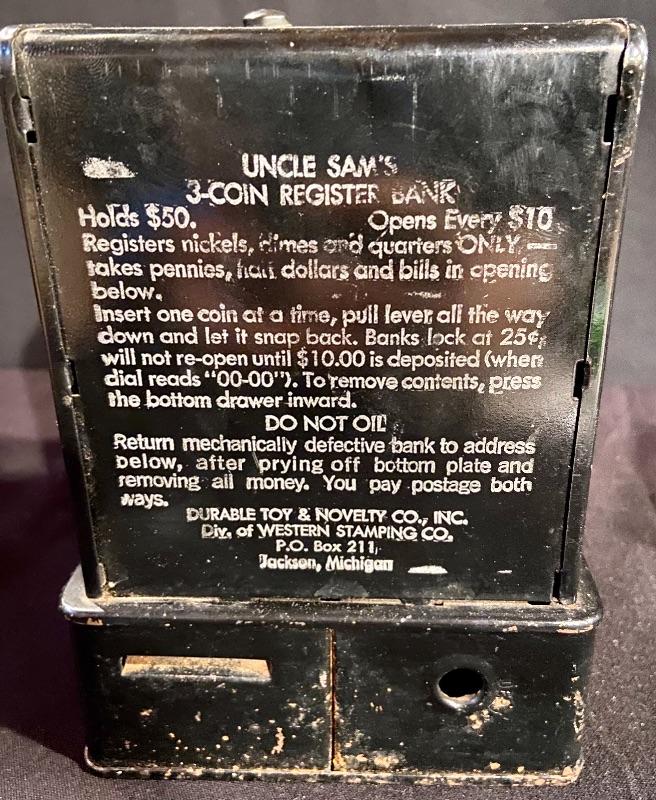 UNCLE SAM'S
3-COIN REGISTER BANK
Holds $50. Opens Every $10
Registers nickels, dimes and quarters ONLY —
takes pennies, half dollars and bills in opening
below.
Insert one coin at a time, pull lever all the way
down and let it snap back. Banks lock at 25¢,
will not re-open until $10.00 is deposited (when
dial reads "00-00"). To remove contents, press
the bottom drawer inward.
DO NOT OIL
Return mechanically defective bank to address
below, after prying off bottom plate and
removing all money. You pay postage both
ways.
DURABLE TOY & NOVELTY CO., INC.
Div. of WESTERN STAMPING CO.
P.O. Box 211,
Jackson, Michigan